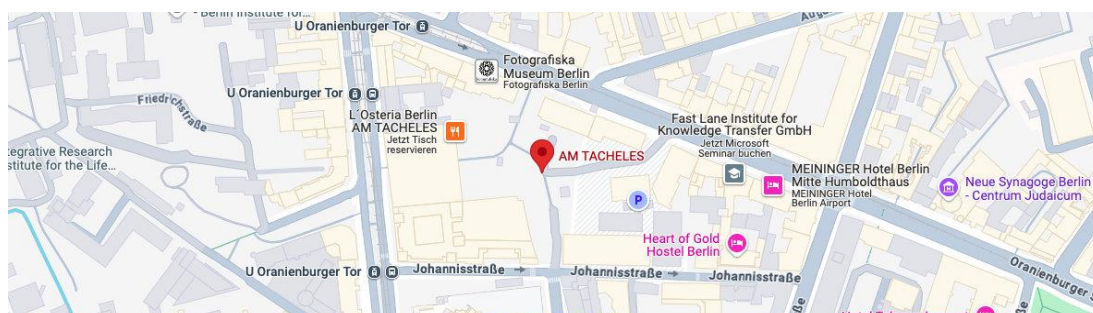 Berlin Institute for...
U Oranienburger Tor
Fotografiska
Museum Berlin
Fotografiska Berlin
U Oranienburger Tor
Friedrichstraße
L'Osteria Berlin
AM TACHELES
Jetzt Tisch
reservieren
Fast Lane Institute for
Knowledge Transfer GmbH
Jetzt Microsoft
Seminar buchen
AM TACHELES
tegrative Research
stitute for the Life...
MEININGER Hotel Berlin
Mitte Humboldthaus
MEININGER Hotel
Berlin Airport
Neue Synagoge Berlin
- Centrum Judaicum
P
Heart of Gold
Hostel Berlin
U Oranienburger Tor
Johannisstraße
Johannisstraße
Johannisstraße
Oranienburger S